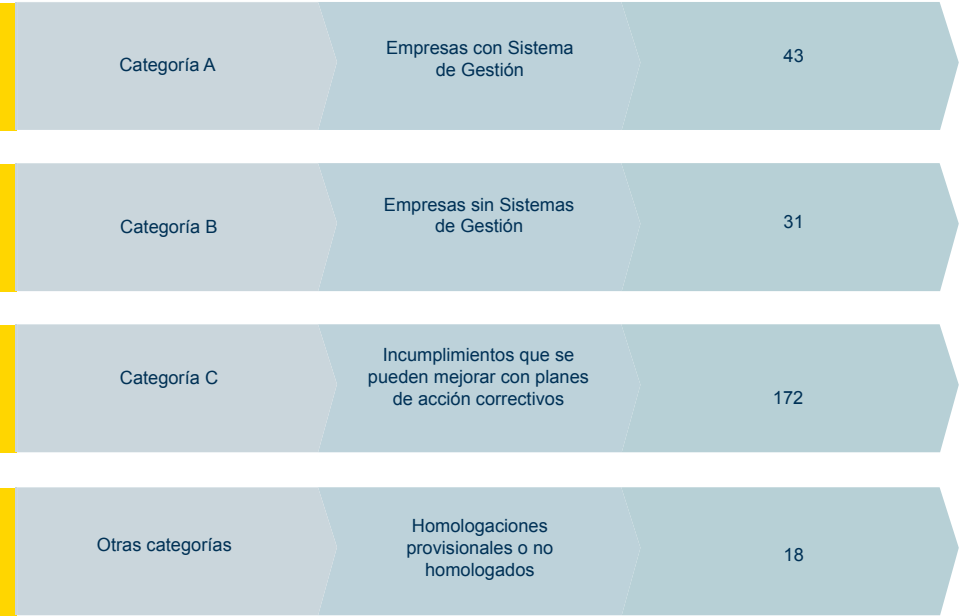 Categoría A
Empresas con Sistema
de Gestión
43
Categoría B
Empresas sin Sistemas
de Gestión
31
Categoría C
Incumplimientos que se
pueden mejorar con planes
de acción correctivos
172
Otras categorías
Homologaciones
provisionales o no
homologados
18